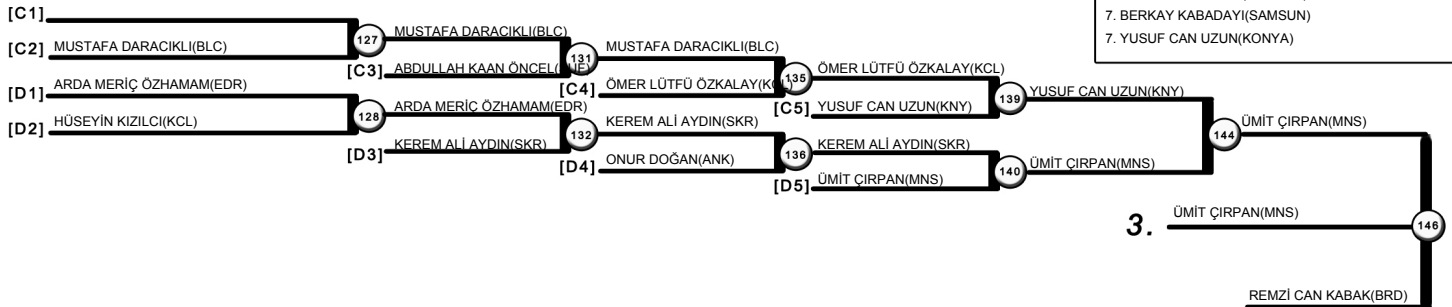 7. BERKAY KABADAYI(SAMSUN)
7. YUSUF CAN UZUN(KONYA)
[C1]
[C2] MUSTAFA DARACIKLI(BLC)
127
MUSTAFA DARACIKLI(BLC)
[C3] ABDULLAH KAAN ÖNCEL
131
MUSTAFA DARACIKLI(BLC)
[C4] ÖMER LÜTFÜ ÖZKALAY(KCL)
135
ÖMER LÜTFÜ ÖZKALAY(KCL)
[C5] YUSUF CAN UZUN(KNY)
139
YUSUF CAN UZUN(KNY)
[D1] ARDA MERİÇ ÖZHAMAM(EDR)
[D2] HÜSEYİN KIZILCI(KCL)
128
ARDA MERİÇ ÖZHAMAM(EDR)
[D3] KEREM ALİ AYDIN(SKR)
132
KEREM ALİ AYDIN(SKR)
[D4] ONUR DOĞAN(ANK)
136
KEREM ALİ AYDIN(SKR)
[D5] ÜMİT ÇIRPAN(MNS)
140
ÜMİT ÇIRPAN(MNS)
144
ÜMİT ÇIRPAN(MNS)
3. ÜMİT ÇIRPAN(MNS)
146
REMZİ CAN KABAK(BRD)